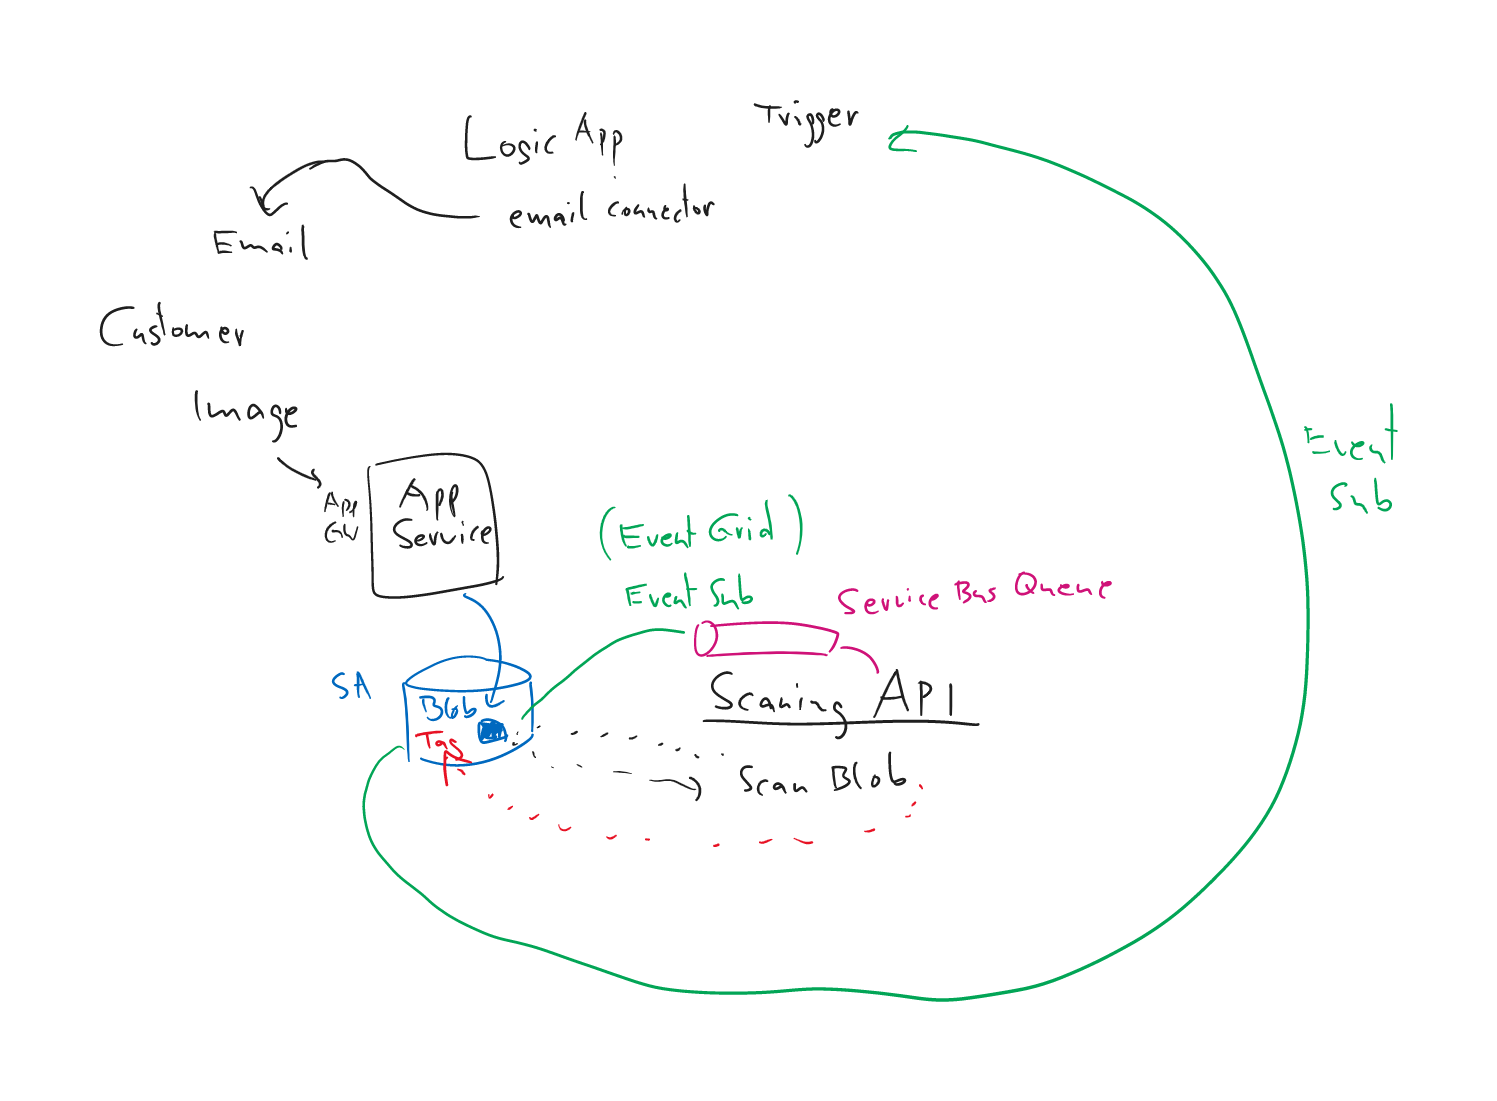 Trigger
Logic App
email connector
Email
Customer
Image
Api
GW
App
Service
(Event Grid)
Event Sub
Service Bus Queue
Event
Sub
SA
Blob
Tag
Scaning API
Scan Blob